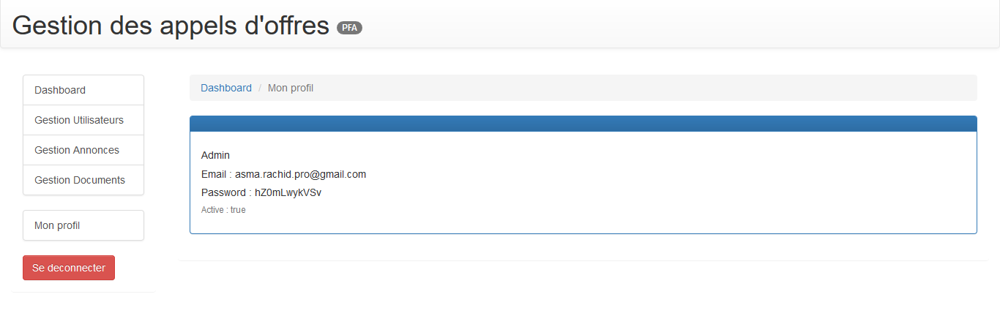 Gestion des appels d'offres PFA
Dashboard
Gestion Utilisateurs
Gestion Annonces
Gestion Documents
Mon profil
Se deconnecter
Dashboard / Mon profil
Admin
Email : asma.rachid.pro@gmail.com
Password : hZ0mLwykVSv
Active : true